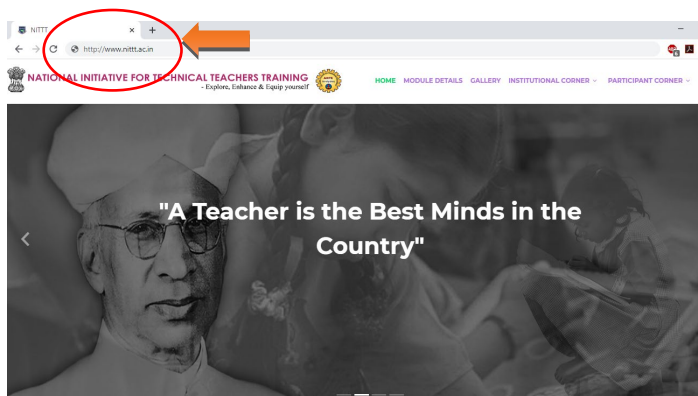 NITTT
http://www.nittt.ac.in
NATIONAL INITIATIVE FOR TECHNICAL TEACHERS TRAINING
- Explore, Enhance & Equip yourself
HOME MODULE DETAILS GALLERY INSTITUTIONAL CORNER PARTICIPANT CORNER
"A Teacher is the Best Minds in the
Country"